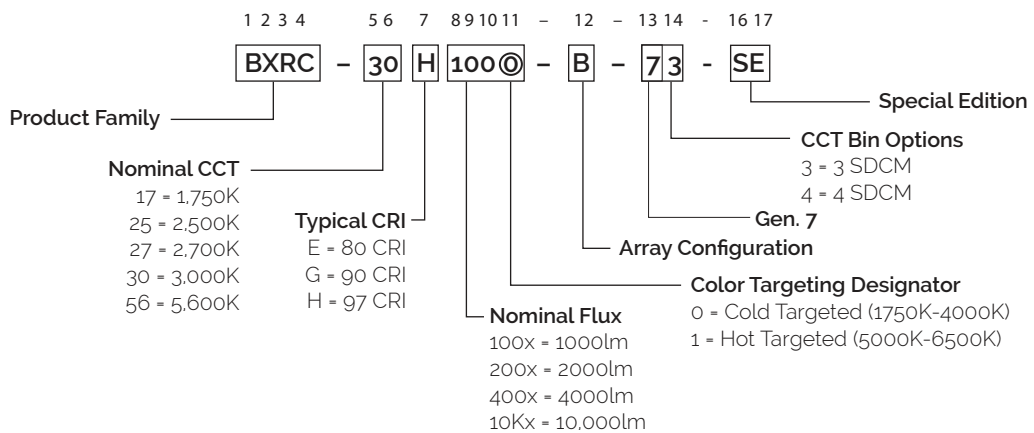 1 2 3 4 5 6 7 8 9 10 11 – 12 – 13 14 - 16 17
BXRC – 30 H 1000 – B – 7 3 - SE
Product Family
Special Edition
CCT Bin Options
3 = 3 SDCM
4 = 4 SDCM
Nominal CCT
17 = 1,750K
25 = 2,500K
27 = 2,700K
30 = 3,000K
56 = 5,600K
Typical CRI
E = 80 CRI
G = 90 CRI
H = 97 CRI
Gen. 7
Array Configuration
Color Targeting Designator
0 = Cold Targeted (1750K-4000K)
1 = Hot Targeted (5000K-6500K)
Nominal Flux
100x = 1000lm
200x = 2000lm
400x = 4000lm
10Kx = 10,000lm